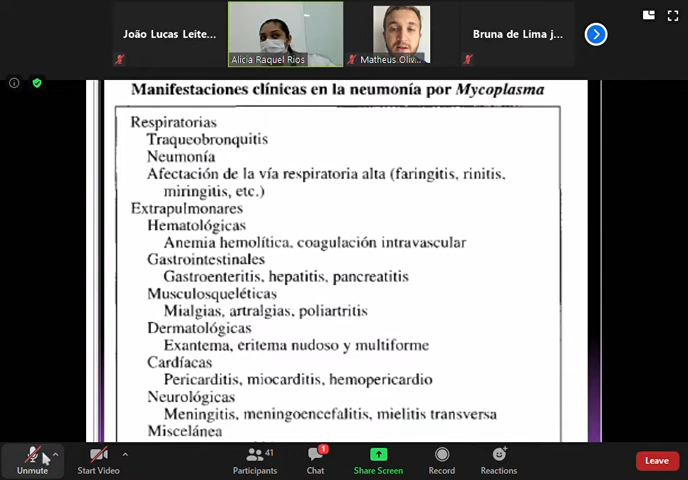 João Lucas Leite...
Alicia Raquel Rios
Matheus Oliv...
Bruna de Lima j...
Manifestaciones clínicas en la neumonía por Mycoplasma
Respiratorias
Traqueobronquitis
Neumonía
Afectación de la vía respiratoria alta (faringitis, rinitis,
miringitis, etc.)
Extrapulmonares
Hematológicas
Anemia hemolítica, coagulación intravascular
Gastrointestinales
Gastroenteritis, hepatitis, pancreatitis
Musculosqueléticas
Mialgias, artralgias, poliartritis
Dermatológicas
Exantema, eritema nudoso y multiforme
Cardíacas
Pericarditis, miocarditis, hemopericardio
Neurológicas
Meningitis, meningoencefalitis, mielitis transversa
Miscelánea
Unmute
Start Video
41
Participants
1
Chat
Share Screen
Record
Reactions
Leave